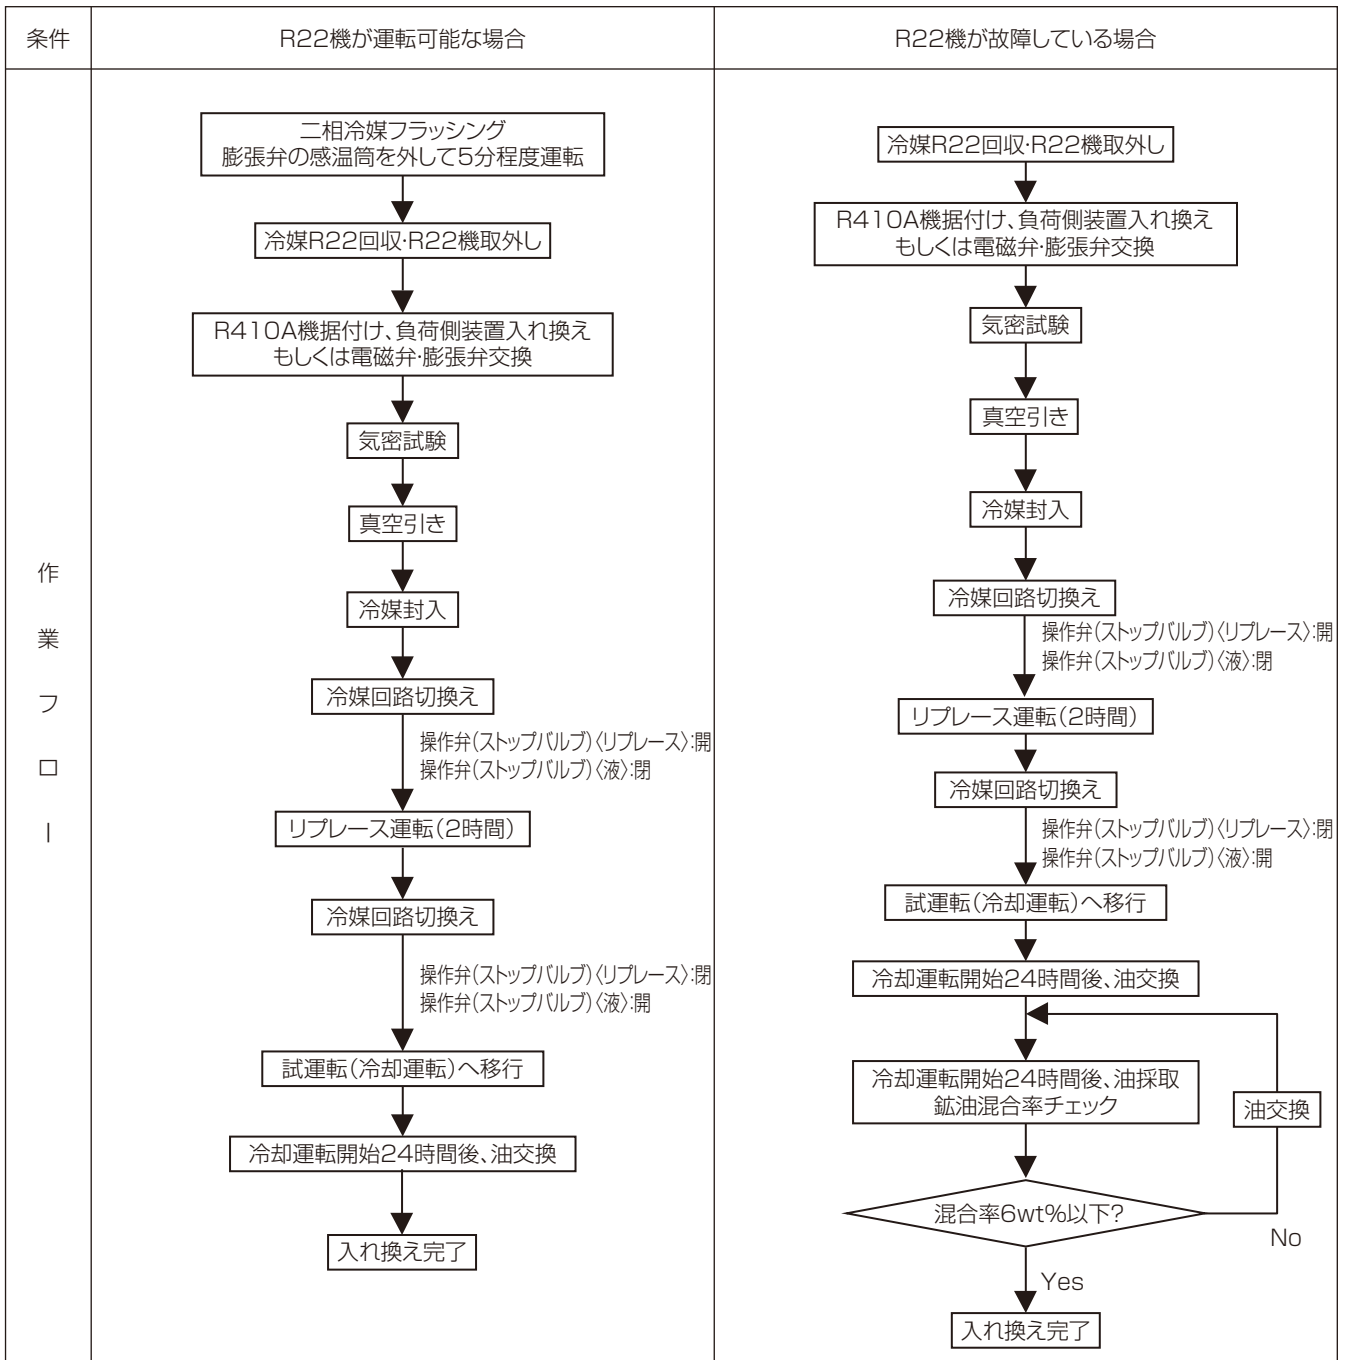 条件
R22機が運転可能な場合
R22機が故障している場合
作業フロー
二相冷媒フラッシング
膨張弁の感温筒を外して5分程度運転
冷媒R22回収・R22機取外し
R410A機据付け、負荷側装置入れ換え
もしくは電磁弁・膨張弁交換
気密試験
真空引き
冷媒封入
冷媒回路切換え
操作弁(ストップバルブ)〈リプレース〉:開
操作弁(ストップバルブ)〈液〉:閉
リプレース運転(2時間)
冷媒回路切換え
操作弁(ストップバルブ)〈リプレース〉:閉
操作弁(ストップバルブ)〈液〉:開
試運転(冷却運転)へ移行
冷却運転開始24時間後、油交換
入れ換え完了
冷媒R22回収・R22機取外し
R410A機据付け、負荷側装置入れ換え
もしくは電磁弁・膨張弁交換
気密試験
真空引き
冷媒封入
冷媒回路切換え
操作弁(ストップバルブ)〈リプレース〉:開
操作弁(ストップバルブ)〈液〉:閉
リプレース運転(2時間)
冷媒回路切換え
操作弁(ストップバルブ)〈リプレース〉:閉
操作弁(ストップバルブ)〈液〉:開
試運転(冷却運転)へ移行
冷却運転開始24時間後、油交換
冷却運転開始24時間後、油採取
鉱油混合率チェック
油交換
混合率6wt%以下?
No
Yes
入れ換え完了